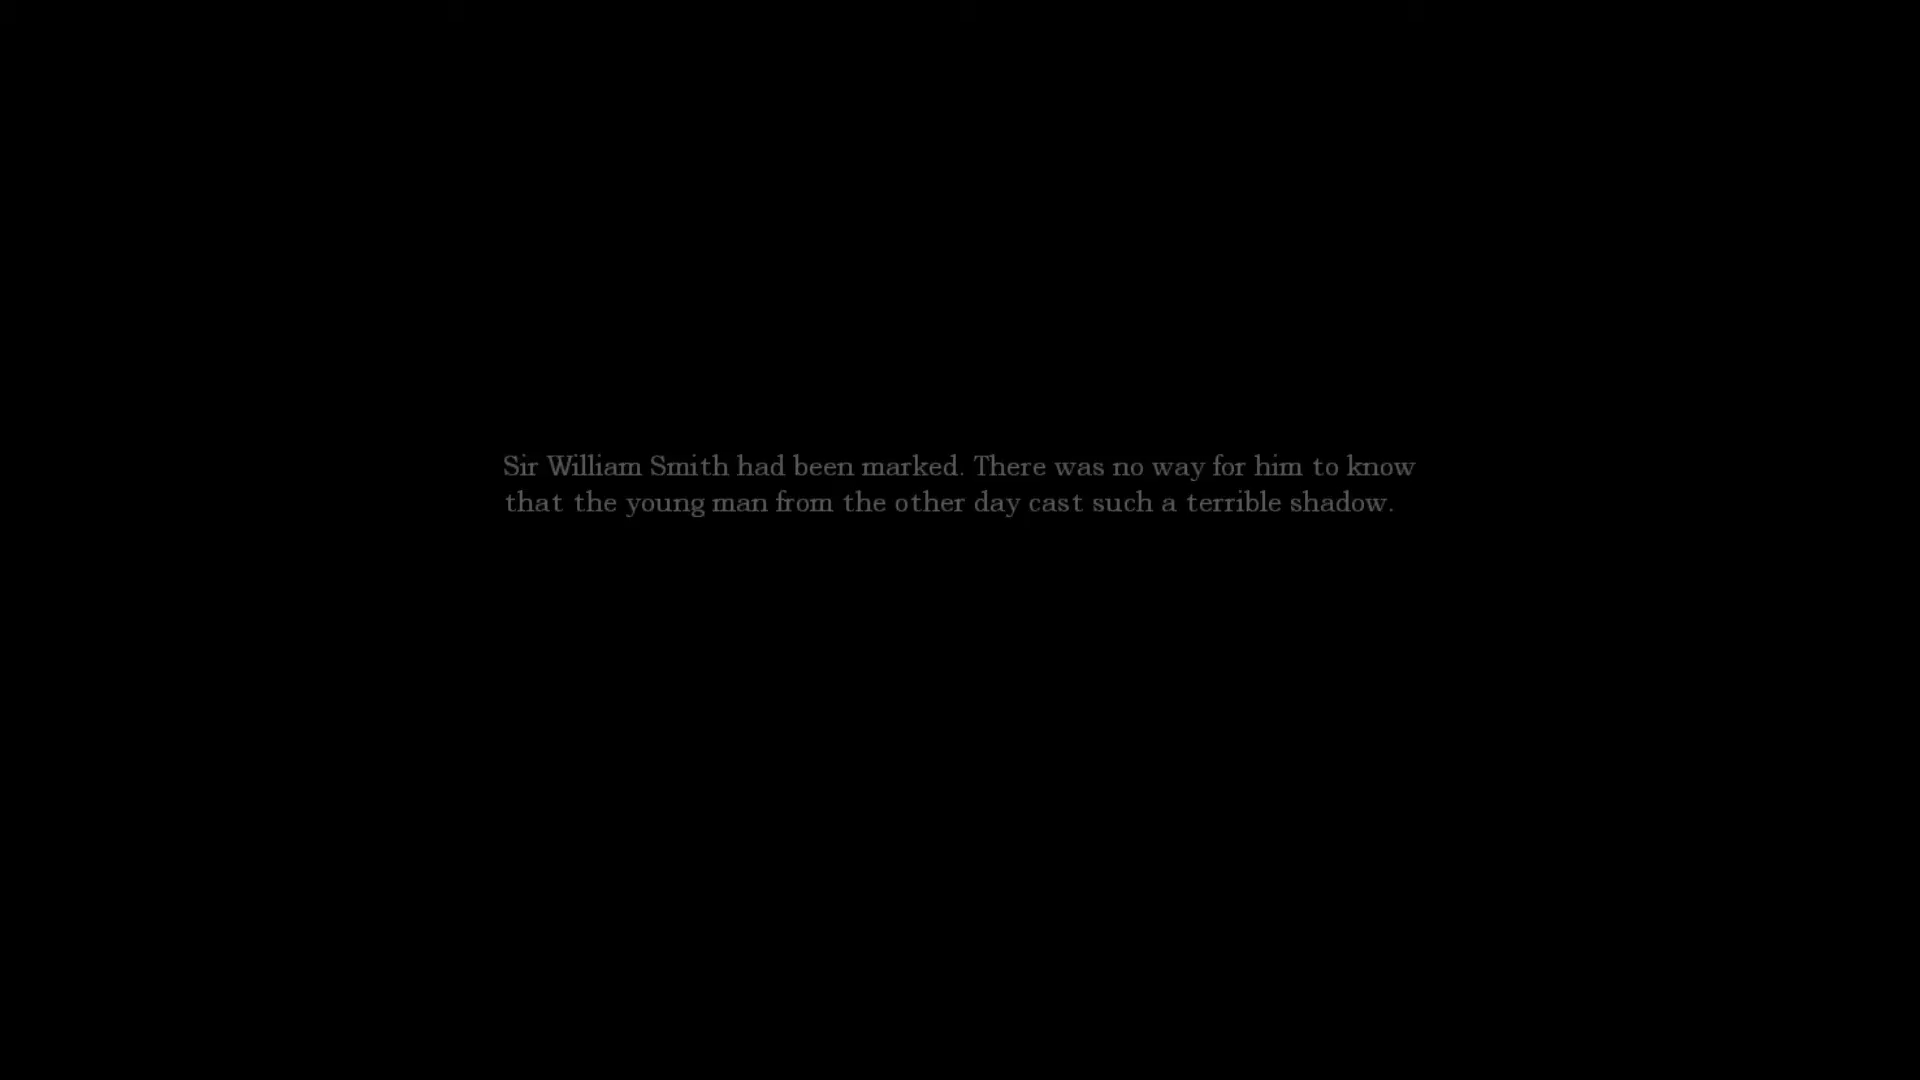 Sir William Smith had been marked. There was no way for him to know
that the young man from the other day cast such a terrible shadow.